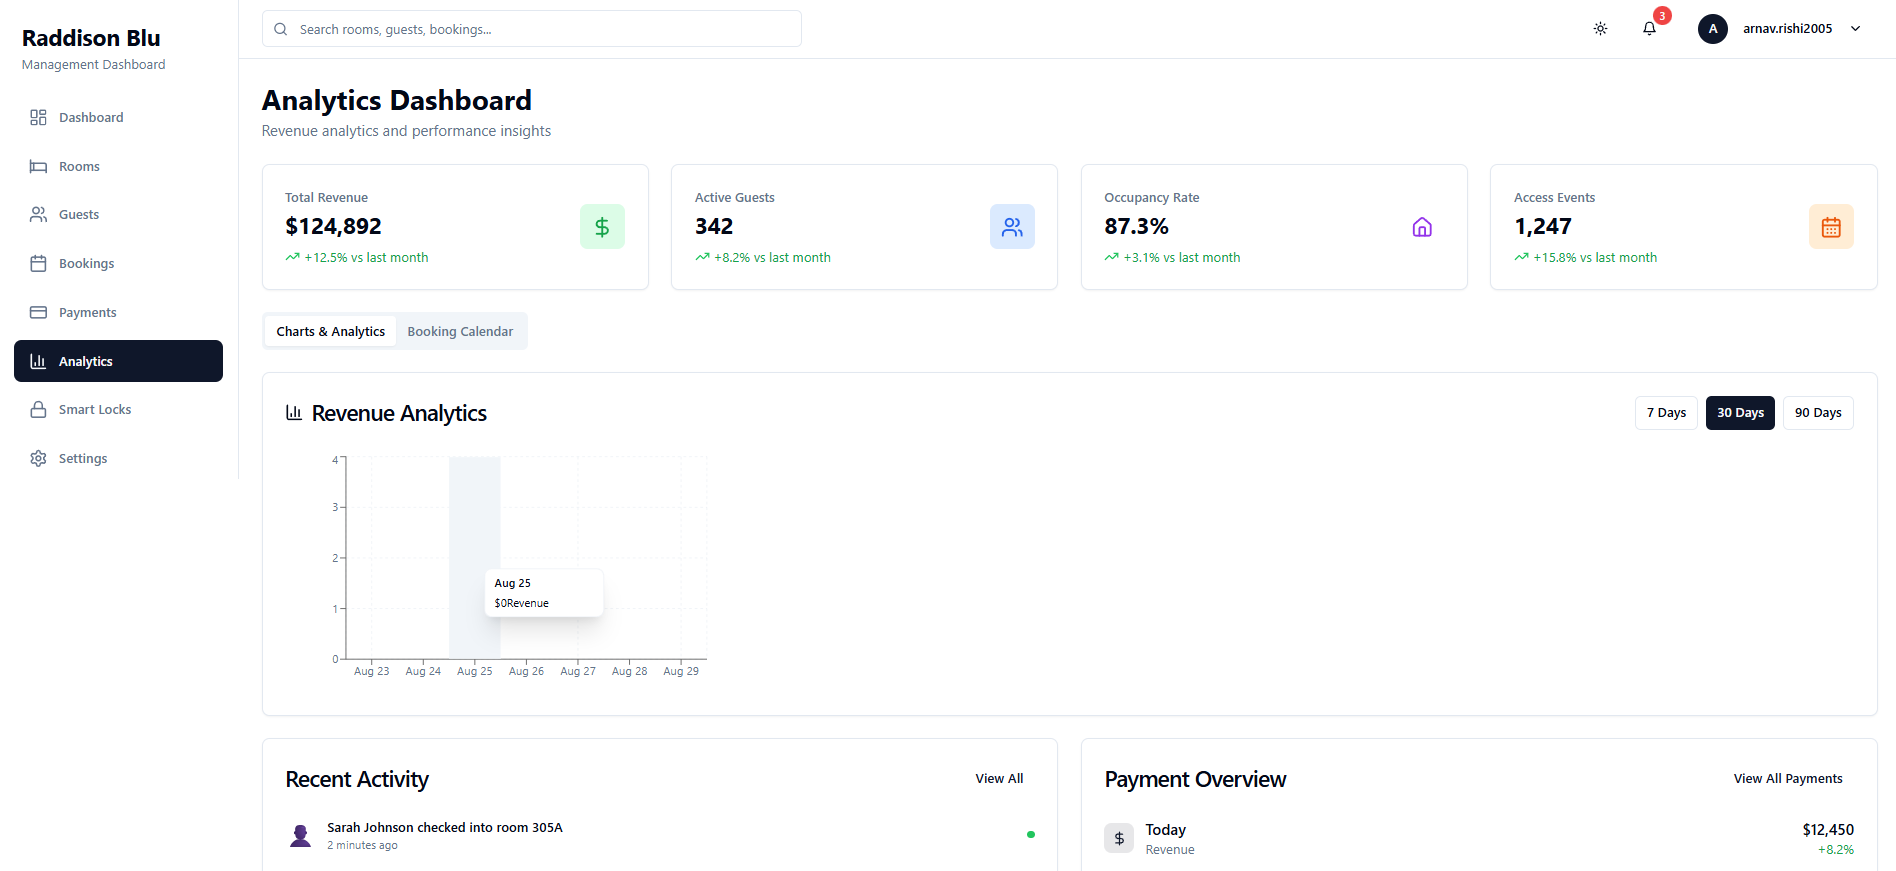 Raddison Blu
Management Dashboard
Dashboard
Rooms
Guests
Bookings
Payments
Analytics
Smart Locks
Settings
Search rooms, guests, bookings...
3
A
arnav.rishi2005
Analytics Dashboard
Revenue analytics and performance insights
Total Revenue
$124,892
+12.5% vs last month
Active Guests
342
+8.2% vs last month
Occupancy Rate
87.3%
+3.1% vs last month
Access Events
1,247
+15.8% vs last month
Charts & Analytics
Booking Calendar
Revenue Analytics
7 Days
30 Days
90 Days
4
3
2
1
0
Aug 25
$0Revenue
Aug 23
Aug 24
Aug 25
Aug 26
Aug 27
Aug 28
Aug 29
Recent Activity
View All
Sarah Johnson checked into room 305A
2 minutes ago
Payment Overview
View All Payments
Today
Revenue
$12,450
+8.2%